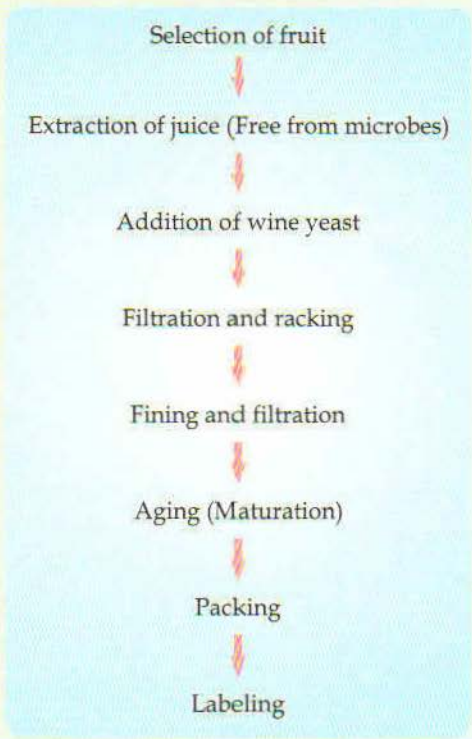 Selection of fruit
Extraction of juice (Free from microbes)
Addition of wine yeast
Filtration and racking
Fining and filtration
Aging (Maturation)
Packing
Labeling